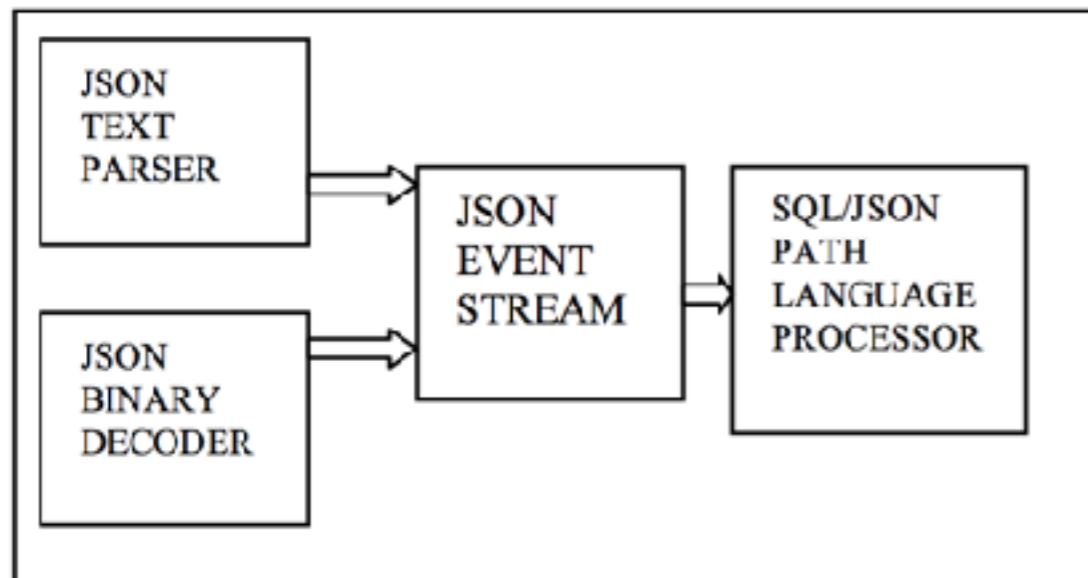 JSON
TEXT
PARSER
JSON
BINARY
DECODER
JSON
EVENT
STREAM
SQL/JSON
PATH
LANGUAGE
PROCESSOR